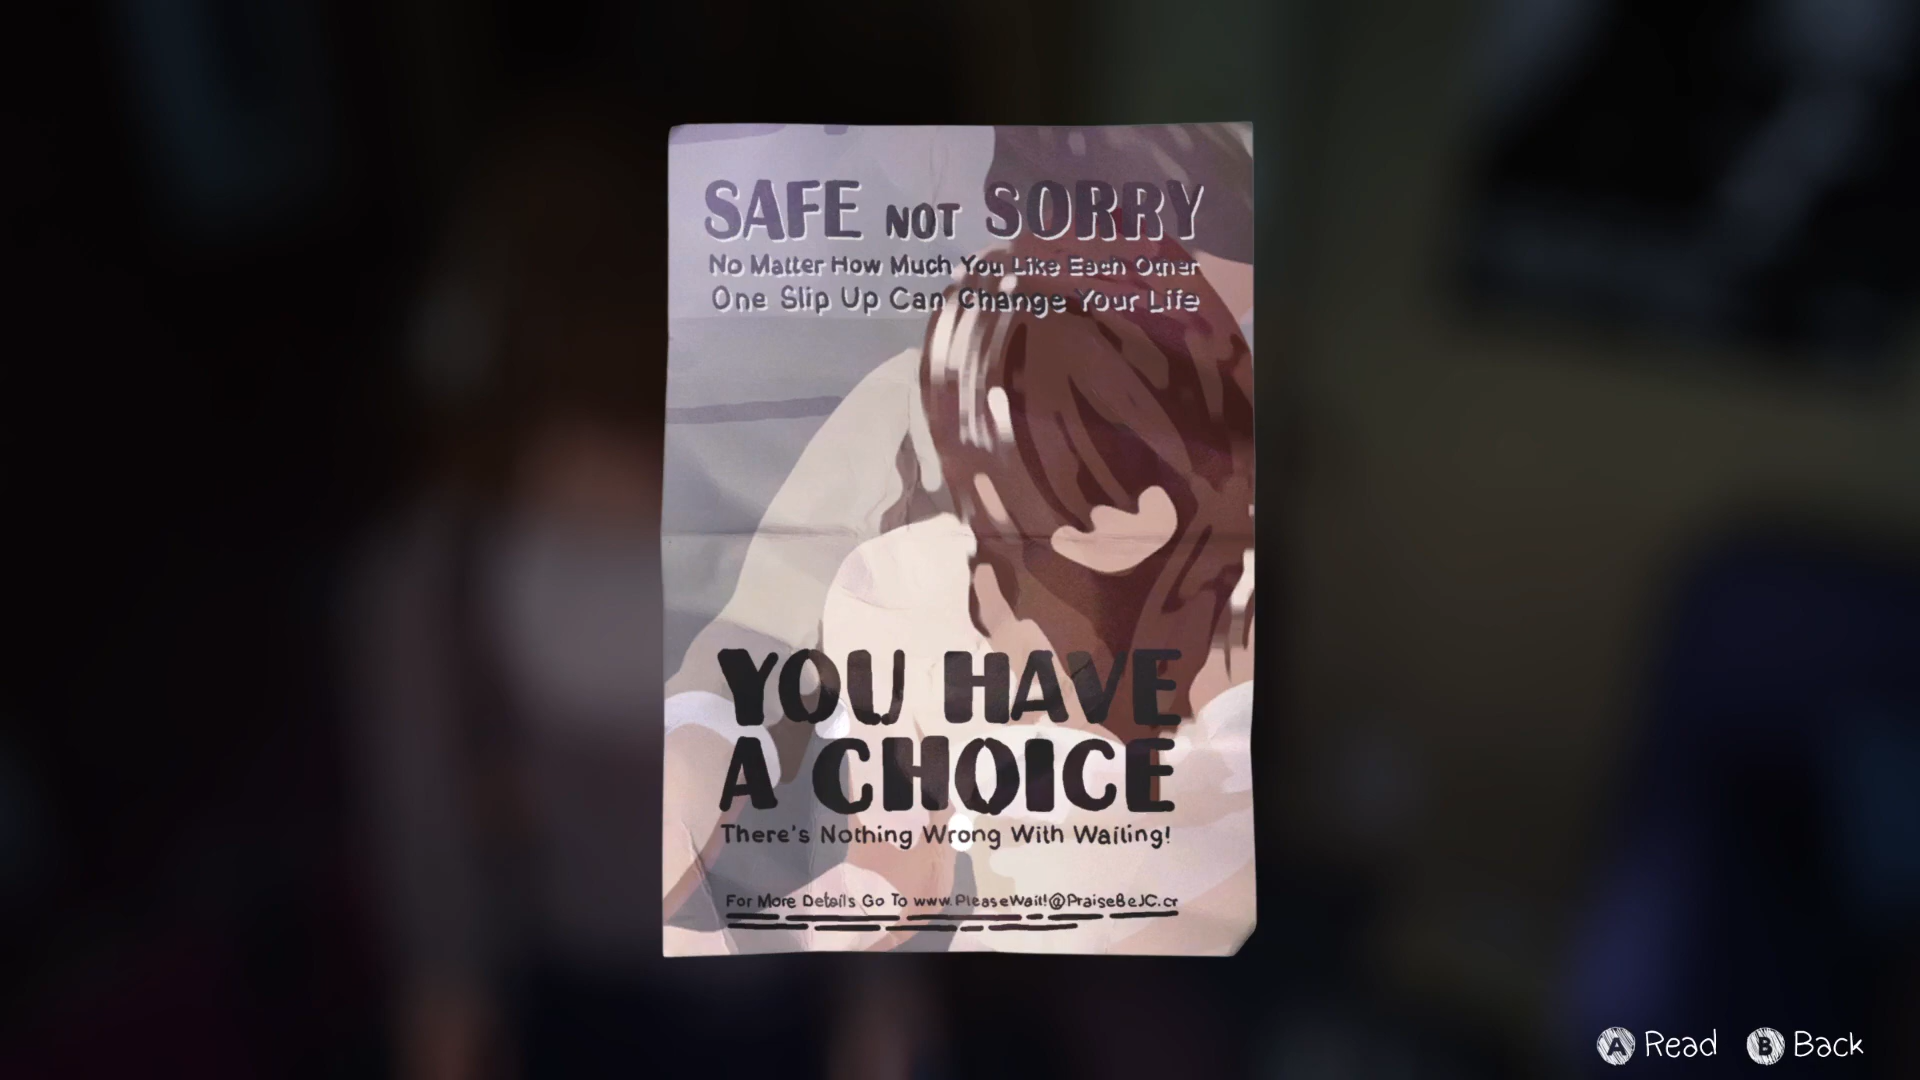 SAFE NOT SORRY
No Matter How Much You Like Each Other
One Slip Up Can Change Your Life
YOU HAVE
A CHOICE
There's Nothing Wrong With Waiting!
For More Details Go To www.PleaseWait!@PraiseBeJC.cr
A Read B Back